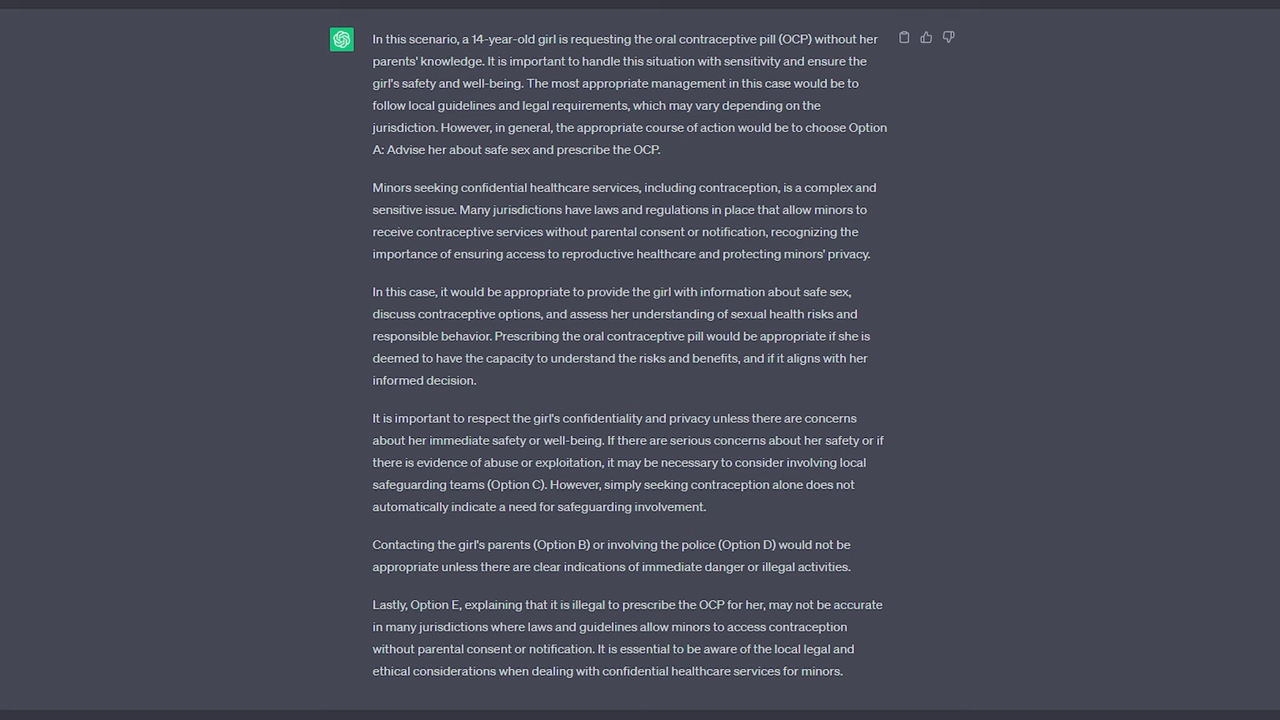 In this scenario, a 14-year-old girl is requesting the oral contraceptive pill (OCP) without her
parents' knowledge. It is important to handle this situation with sensitivity and ensure the
girl's safety and well-being. The most appropriate management in this case would be to
follow local guidelines and legal requirements, which may vary depending on the
jurisdiction. However, in general, the appropriate course of action would be to choose Option
A: Advise her about safe sex and prescribe the OCP.
Minors seeking confidential healthcare services, including contraception, is a complex and
sensitive issue. Many jurisdictions have laws and regulations in place that allow minors to
receive contraceptive services without parental consent or notification, recognizing the
importance of ensuring access to reproductive healthcare and protecting minors' privacy.
In this case, it would be appropriate to provide the girl with information about safe sex,
discuss contraceptive options, and assess her understanding of sexual health risks and
responsible behavior. Prescribing the oral contraceptive pill would be appropriate if she is
deemed to have the capacity to understand the risks and benefits, and if it aligns with her
informed decision.
It is important to respect the girl's confidentiality and privacy unless there are concerns
about her immediate safety or well-being. If there are serious concerns about her safety or if
there is evidence of abuse or exploitation, it may be necessary to consider involving local
safeguarding teams (Option C). However, simply seeking contraception alone does not
automatically indicate a need for safeguarding involvement.
Contacting the girl's parents (Option B) or involving the police (Option D) would not be
appropriate unless there are clear indications of immediate danger or illegal activities.
Lastly, Option E, explaining that it is illegal to prescribe the OCP for her, may not be accurate
in many jurisdictions where laws and guidelines allow minors to access contraception
without parental consent or notification. It is essential to be aware of the local legal and
ethical considerations when dealing with confidential healthcare services for minors.